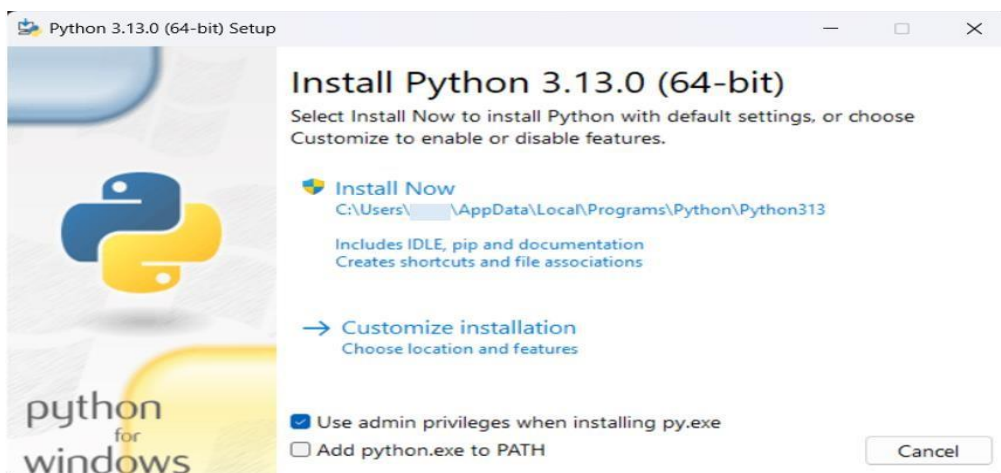 Python 3.13.0 (64-bit) Setup
Install Python 3.13.0 (64-bit)
Select Install Now to install Python with default settings, or choose
Customize to enable or disable features.
Install Now
C:\Users\ \AppData\Local\Programs\Python\Python313
Includes IDLE, pip and documentation
Creates shortcuts and file associations
Customize installation
Choose location and features
Use admin privileges when installing py.exe
Add python.exe to PATH
Cancel
python
for
windows